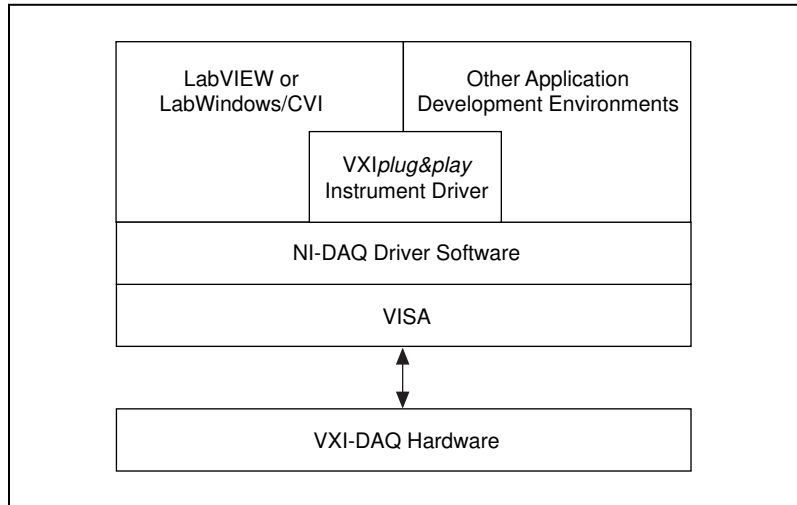 LabVIEW or
LabWindows/CVI
Other Application
Development Environments
VXIplug&play
Instrument Driver
NI-DAQ Driver Software
VISA
VXI-DAQ Hardware